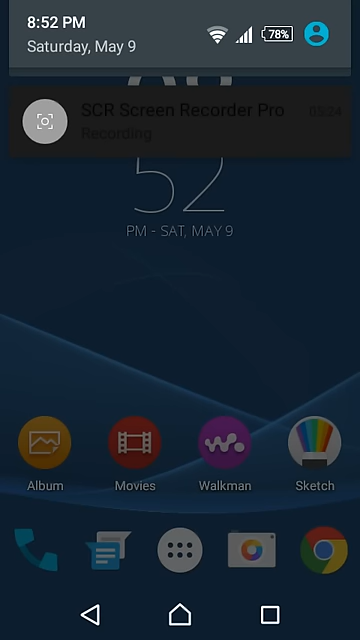 8:52 PM
Saturday, May 9
78%
SCR Screen Recorder Pro
03:24
Recording
52
PM - SAT, MAY 9
Album
Movies
Walkman
Sketch